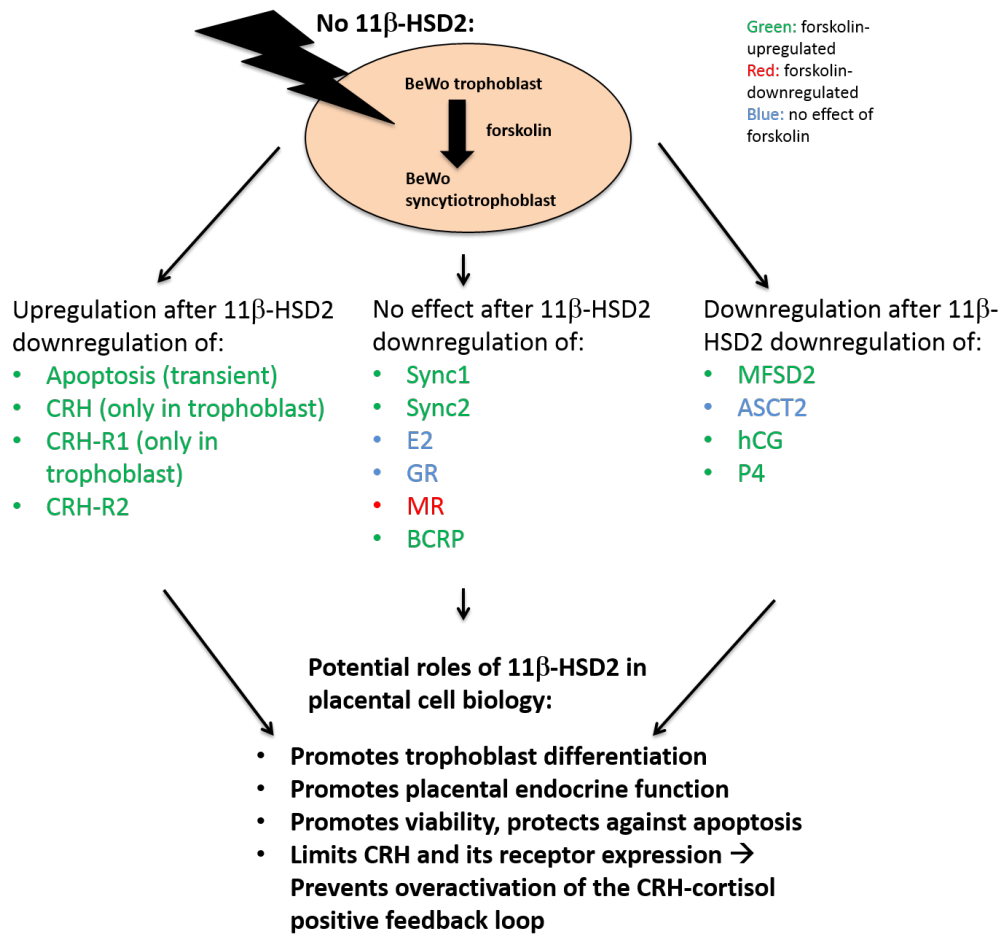 No 11β-HSD2:
Green: forskolin-
upregulated
Red: forskolin-
downregulated
Blue: no effect of
forskolin
BeWo trophoblast
forskolin
BeWo
syncytiotrophoblast
Upregulation after 11β-HSD2
downregulation of:
• Apoptosis (transient)
• CRH (only in trophoblast)
• CRH-R1 (only in
trophoblast)
• CRH-R2
No effect after 11β-HSD2
downregulation of:
• Sync1
• Sync2
• E2
• GR
• MR
• BCRP
Downregulation after 11β-
HSD2 downregulation of:
• MFSD2
• ASCT2
• hCG
• P4
Potential roles of 11β-HSD2 in
placental cell biology:
• Promotes trophoblast differentiation
• Promotes placental endocrine function
• Promotes viability, protects against apoptosis
• Limits CRH and its receptor expression →
Prevents overactivation of the CRH-cortisol
positive feedback loop